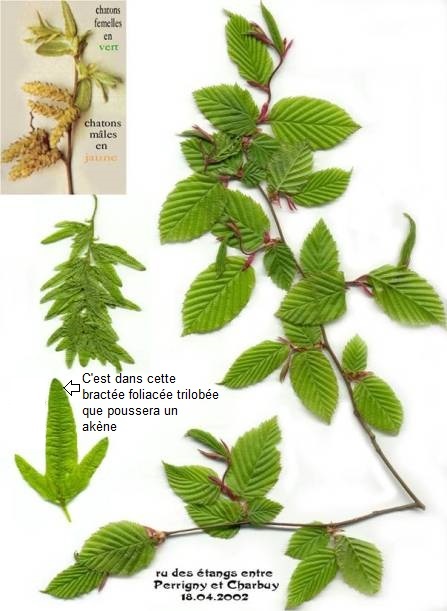 chatons
femelles
en
vert
chatons
mâles
en
jaune
C'est dans cette
bractée foliacée trilobée
que poussera un
akène
ru des étangs entre
Perrigny et Charbuy
18.04.2002